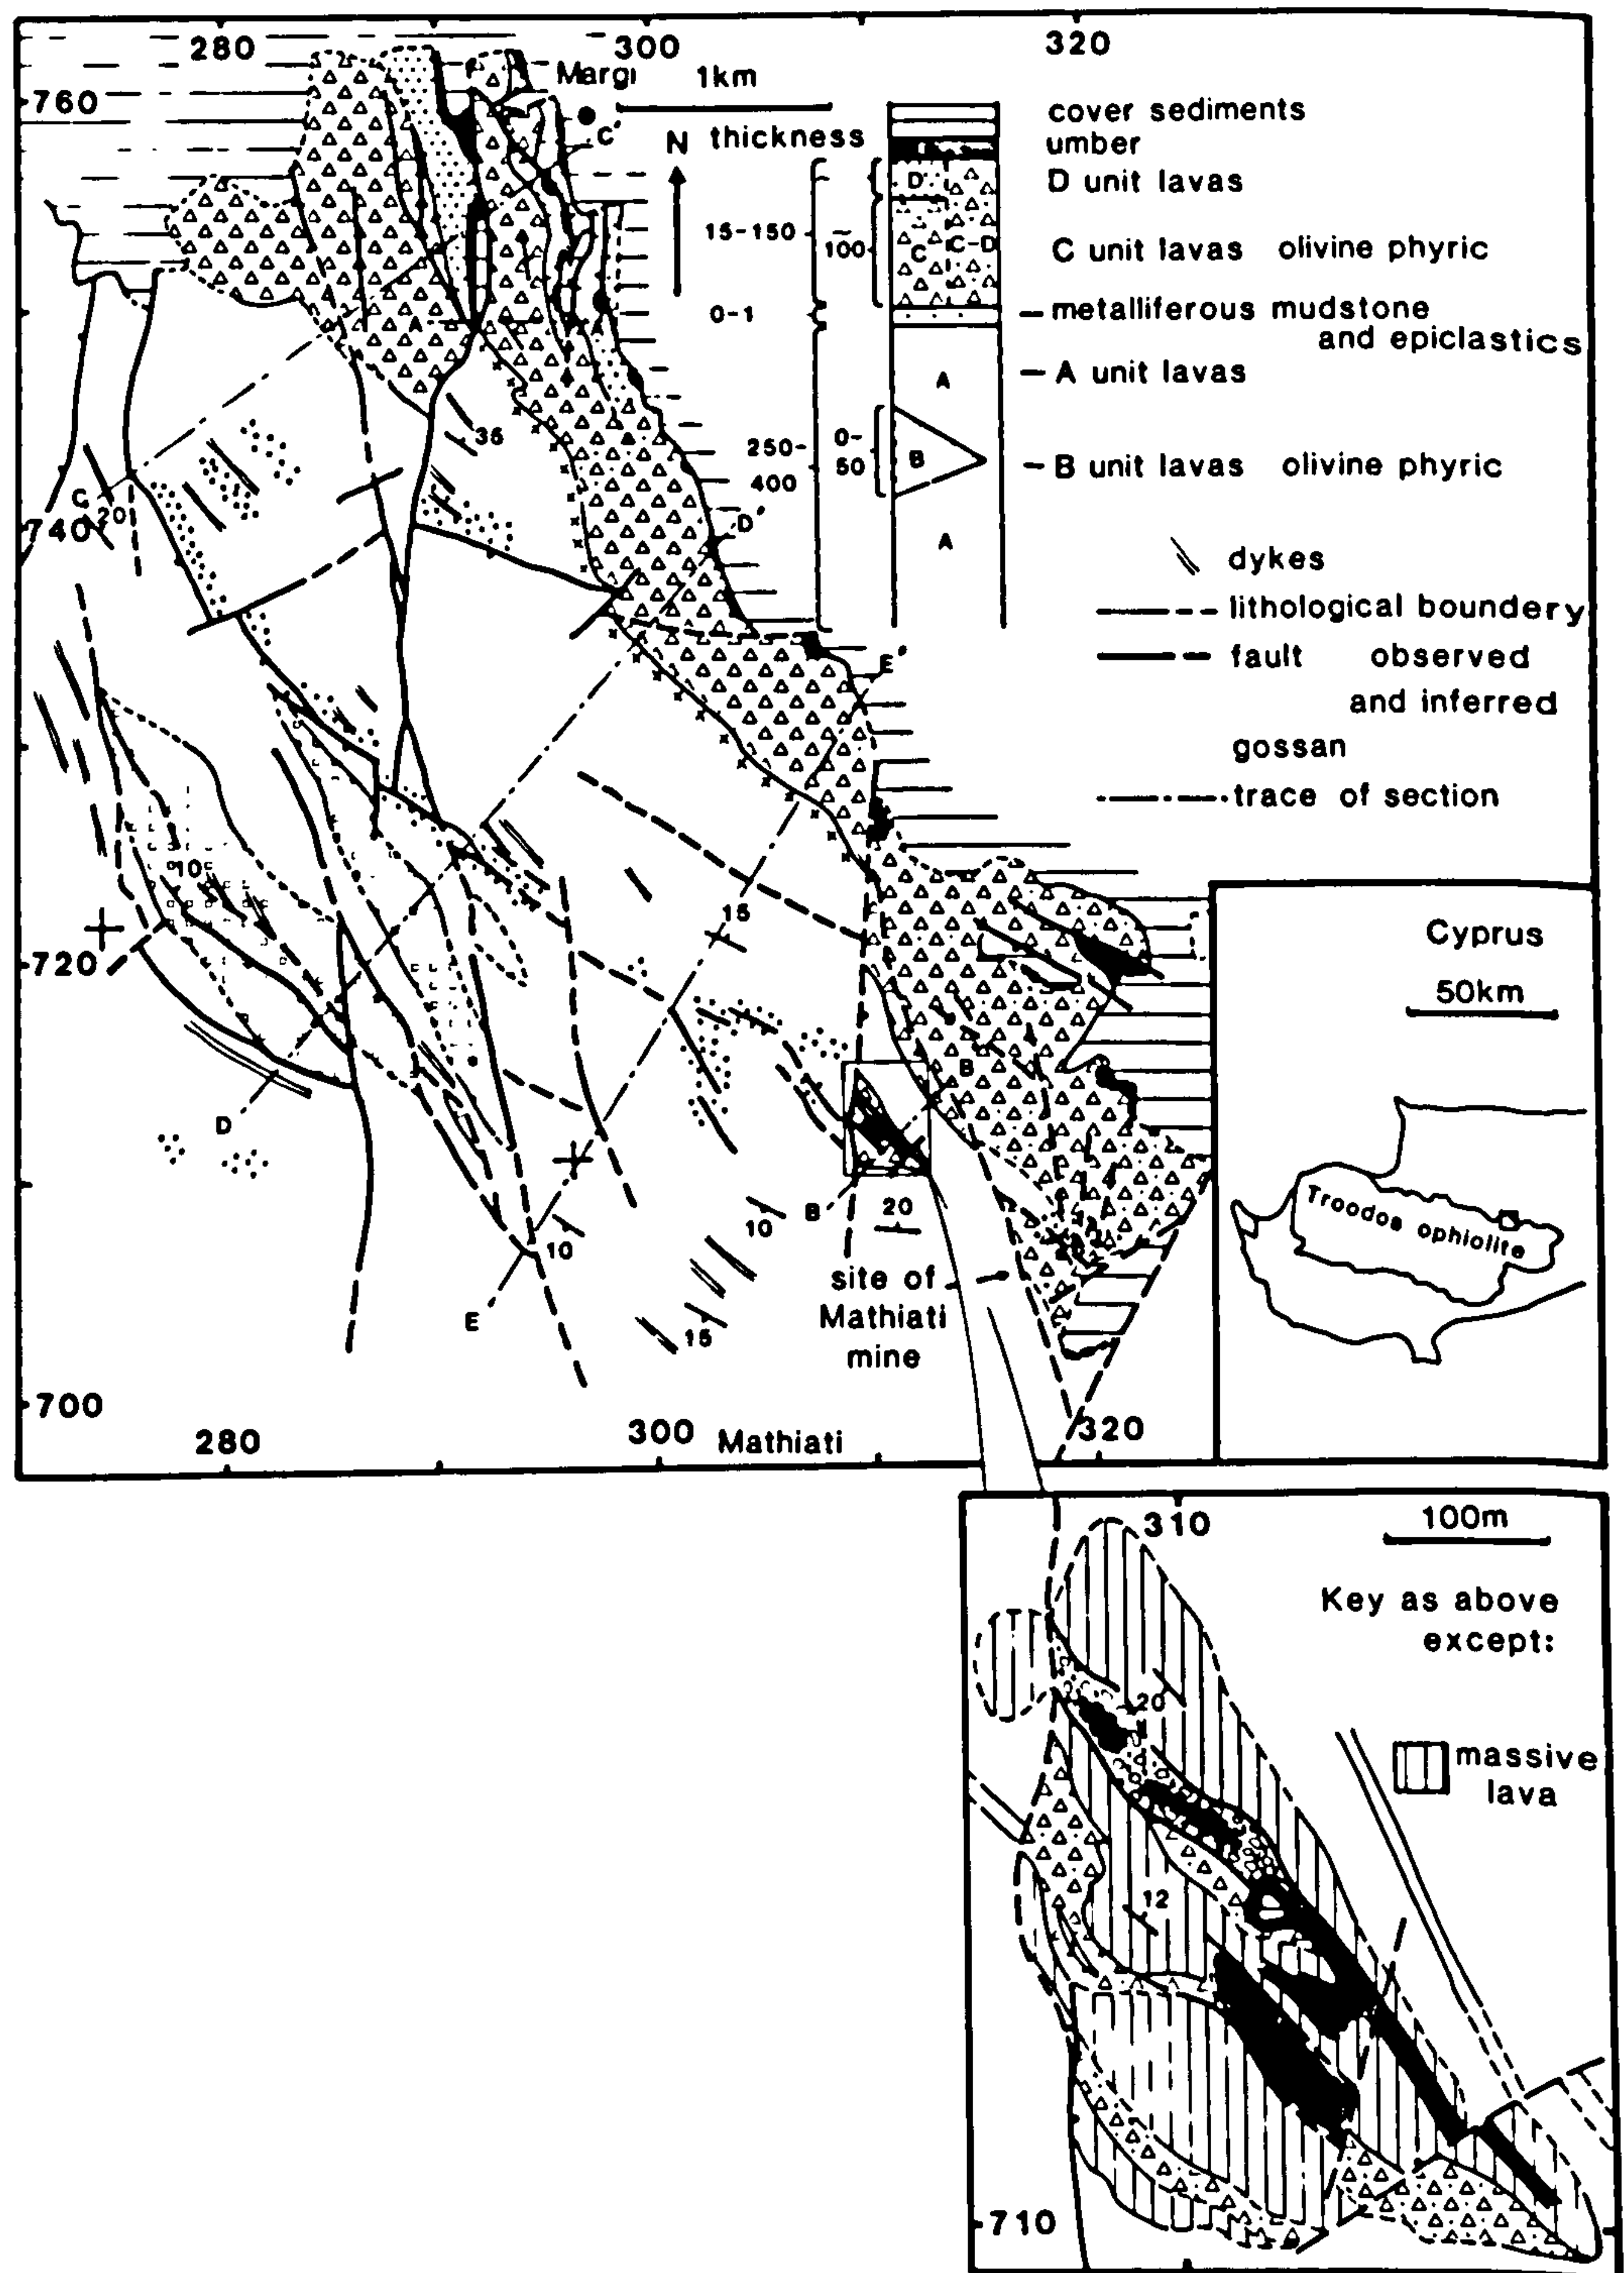 280
300
320
760
Margi
1km
C'
N
thickness
cover sediments
umber
D unit lavas
D
15-150
100
C
C-D
C unit lavas olivine phyric
0-1
metalliferous mudstone
and epiclastics
A
A'
A
A unit lavas
35
250-
400
0-
50
B
B unit lavas olivine phyric
C
20
740
D'
A
dykes
lithological boundery
E'
fault observed
and inferred
gossan
trace of section
10
15
720
Cyprus
50km
B'
D
Troodos ophiolite
10
B
20
10
site of
Mathiati
mine
E
15
700
280
300
Mathiati
320
310
100m
Key as above
except:
20
massive
lava
12
710